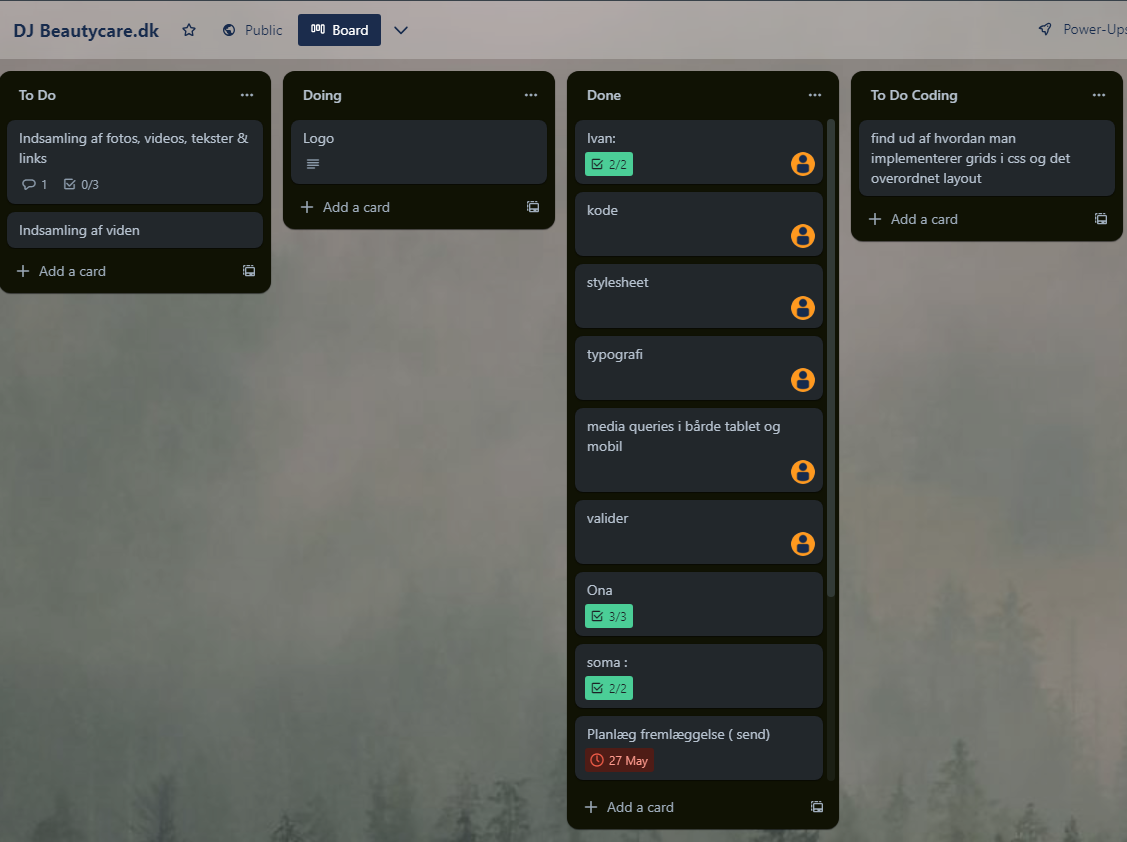 DJ Beautycare.dk
Public
Board
Power-Ups
To Do
Indsamling af fotos, videos, tekster &
links
1
0/3
Indsamling af viden
Add a card
Doing
Logo
Add a card
Done
Ivan:
2/2
kode
stylesheet
typografi
media queries i bårde tablet og
mobil
valider
Ona
3/3
soma :
2/2
Planlæg fremlæggelse ( send)
27 May
Add a card
To Do Coding
find ud af hvordan man
implementerer grids i css og det
overordnet layout
Add a card